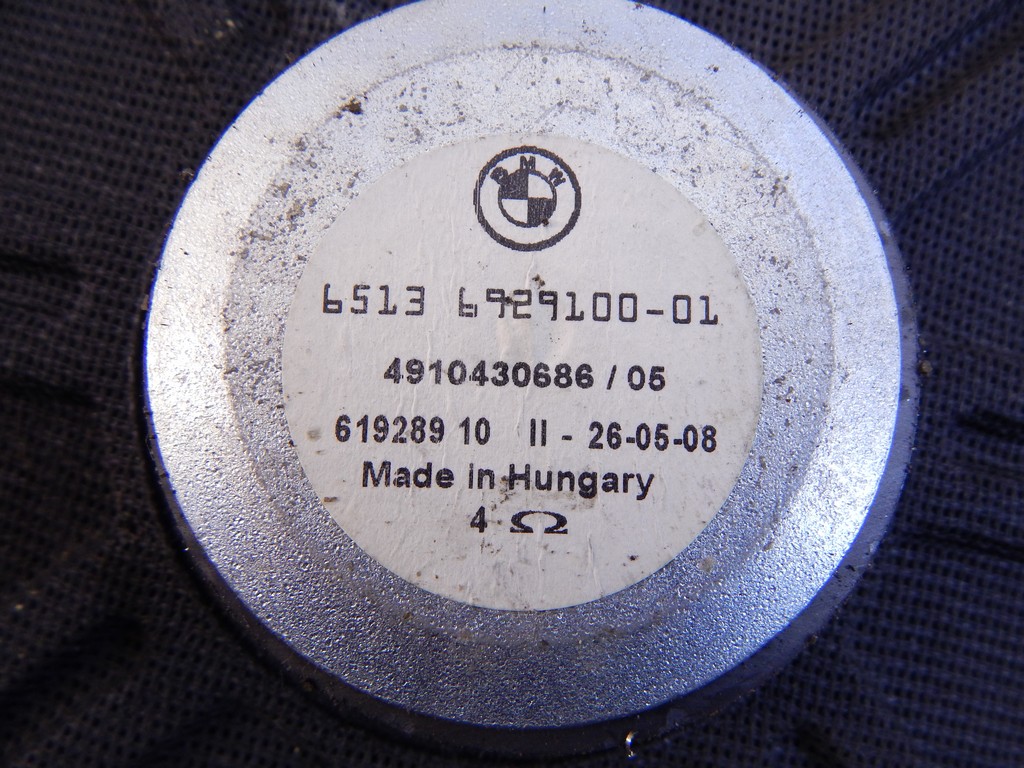 BMW
6513 6929100-01
4910430686 / 05
619289 10 II - 26-05-08
Made in Hungary
4 Ω